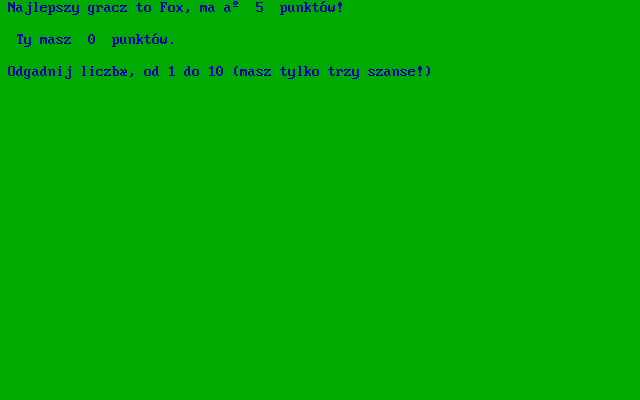 Najlepszy gracz to Fox, ma aº 5 punktów!
Ty masz 0 punktów.
Odgadnij liczbæ, od 1 do 10 (masz tylko trzy szanse!)